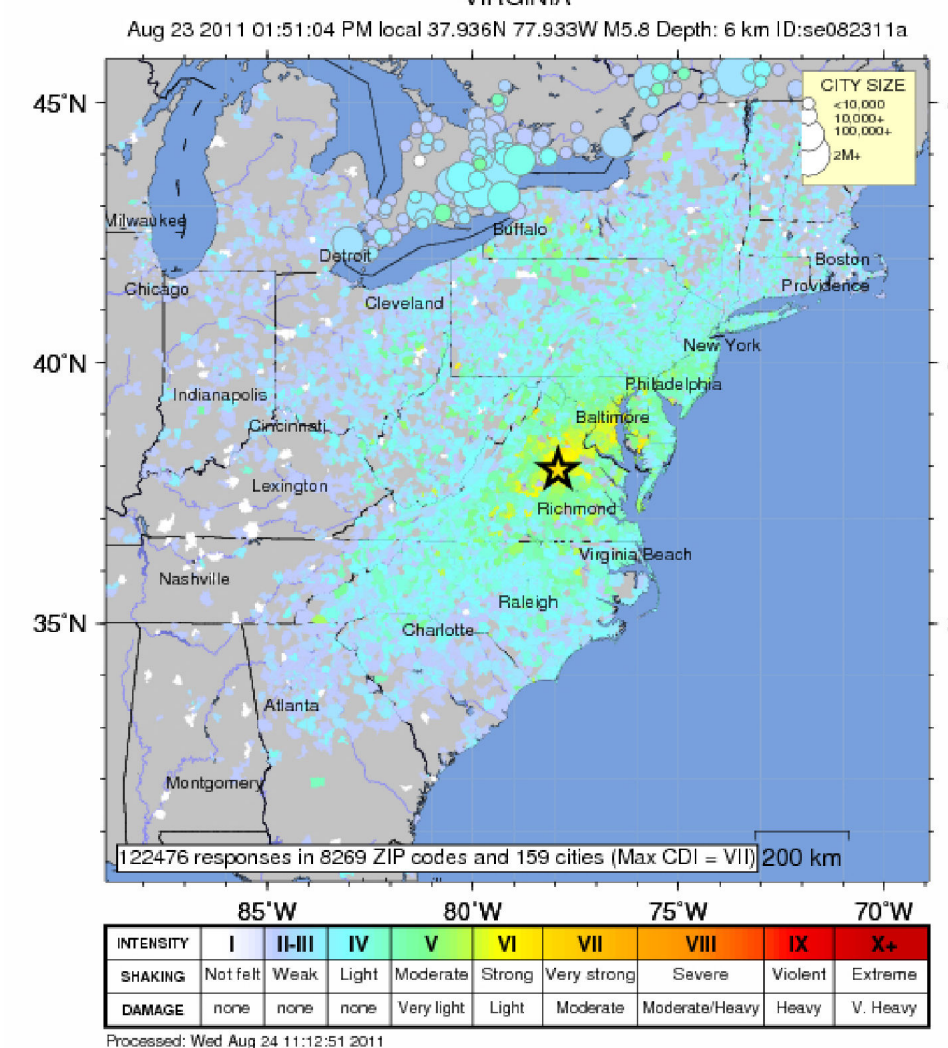 VIRGINIA
Aug 23 2011 01:51:04 PM local 37.936N 77.933W M5.8 Depth: 6 km ID:se082311a
45°N
CITY SIZE
<10,000
10,000+
100,000+
2M+
Milwaukee
Buffalo
Detroit
Boston
Chicago
Providence
Cleveland
New York
40°N
Philadelphia
Indianapolis
Baltimore
Cincinnati
Lexington
Richmond
Virginia Beach
Nashville
Raleigh
35°N
Charlotte
Atlanta
Montgomery
122476 responses in 8269 ZIP codes and 159 cities (Max CDI = VII)
200 km
85°W 80°W 75°W 70°W
INTENSITY I II-III IV V VI VII VIII IX X+
SHAKING Not felt Weak Light Moderate Strong Very strong Severe Violent Extreme
DAMAGE none none none Very light Light Moderate Moderate/Heavy Heavy V. Heavy
Processed: Wed Aug 24 11:12:51 2011